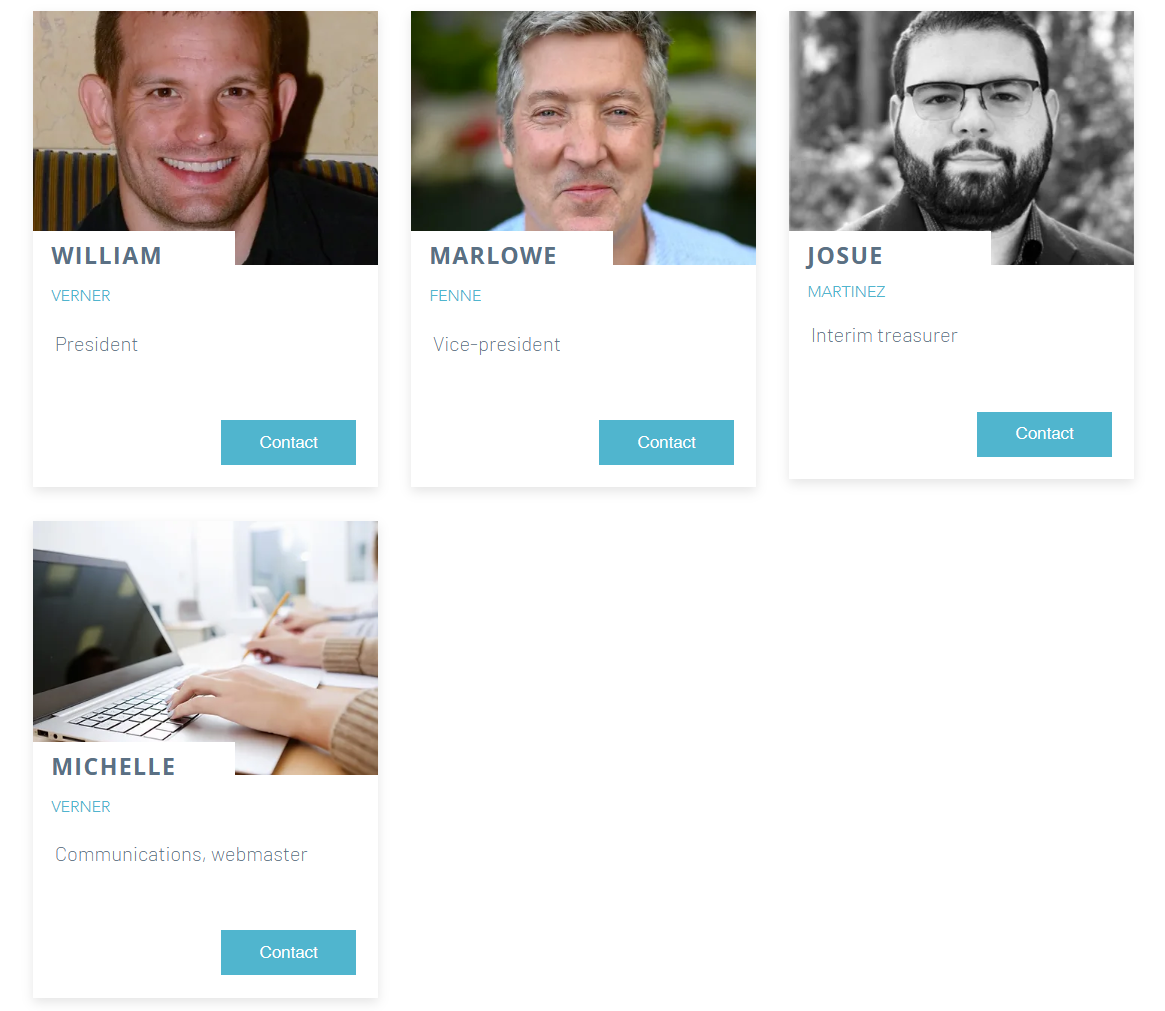 WILLIAM
VERNER
President
Contact
MARLOWE
FENNE
Vice-president
Contact
JOSUE
MARTINEZ
Interim treasurer
Contact
MICHELLE
VERNER
Communications, webmaster
Contact